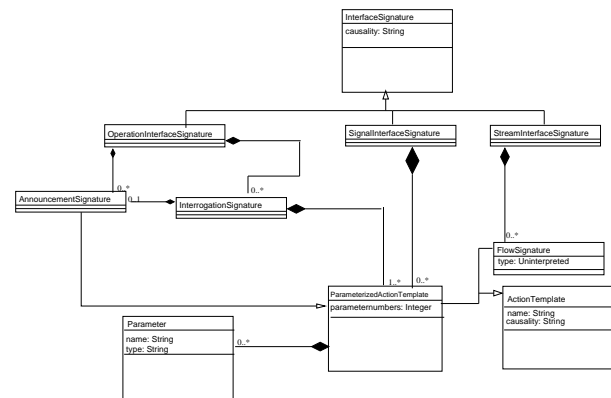 InterfaceSignature
causality: String
OperationInterfaceSignature
SignalInterfaceSignature
StreamInterfaceSignature
0..*
0..1
0..*
AnnouncementSignature
InterrogationSignature
0..*
FlowSignature
type: Uninterpreted
1..*
0..*
ParameterizedActionTemplate
parameternumbers: Integer
ActionTemplate
name: String
causality: String
Parameter
name: String
type: String
0..*